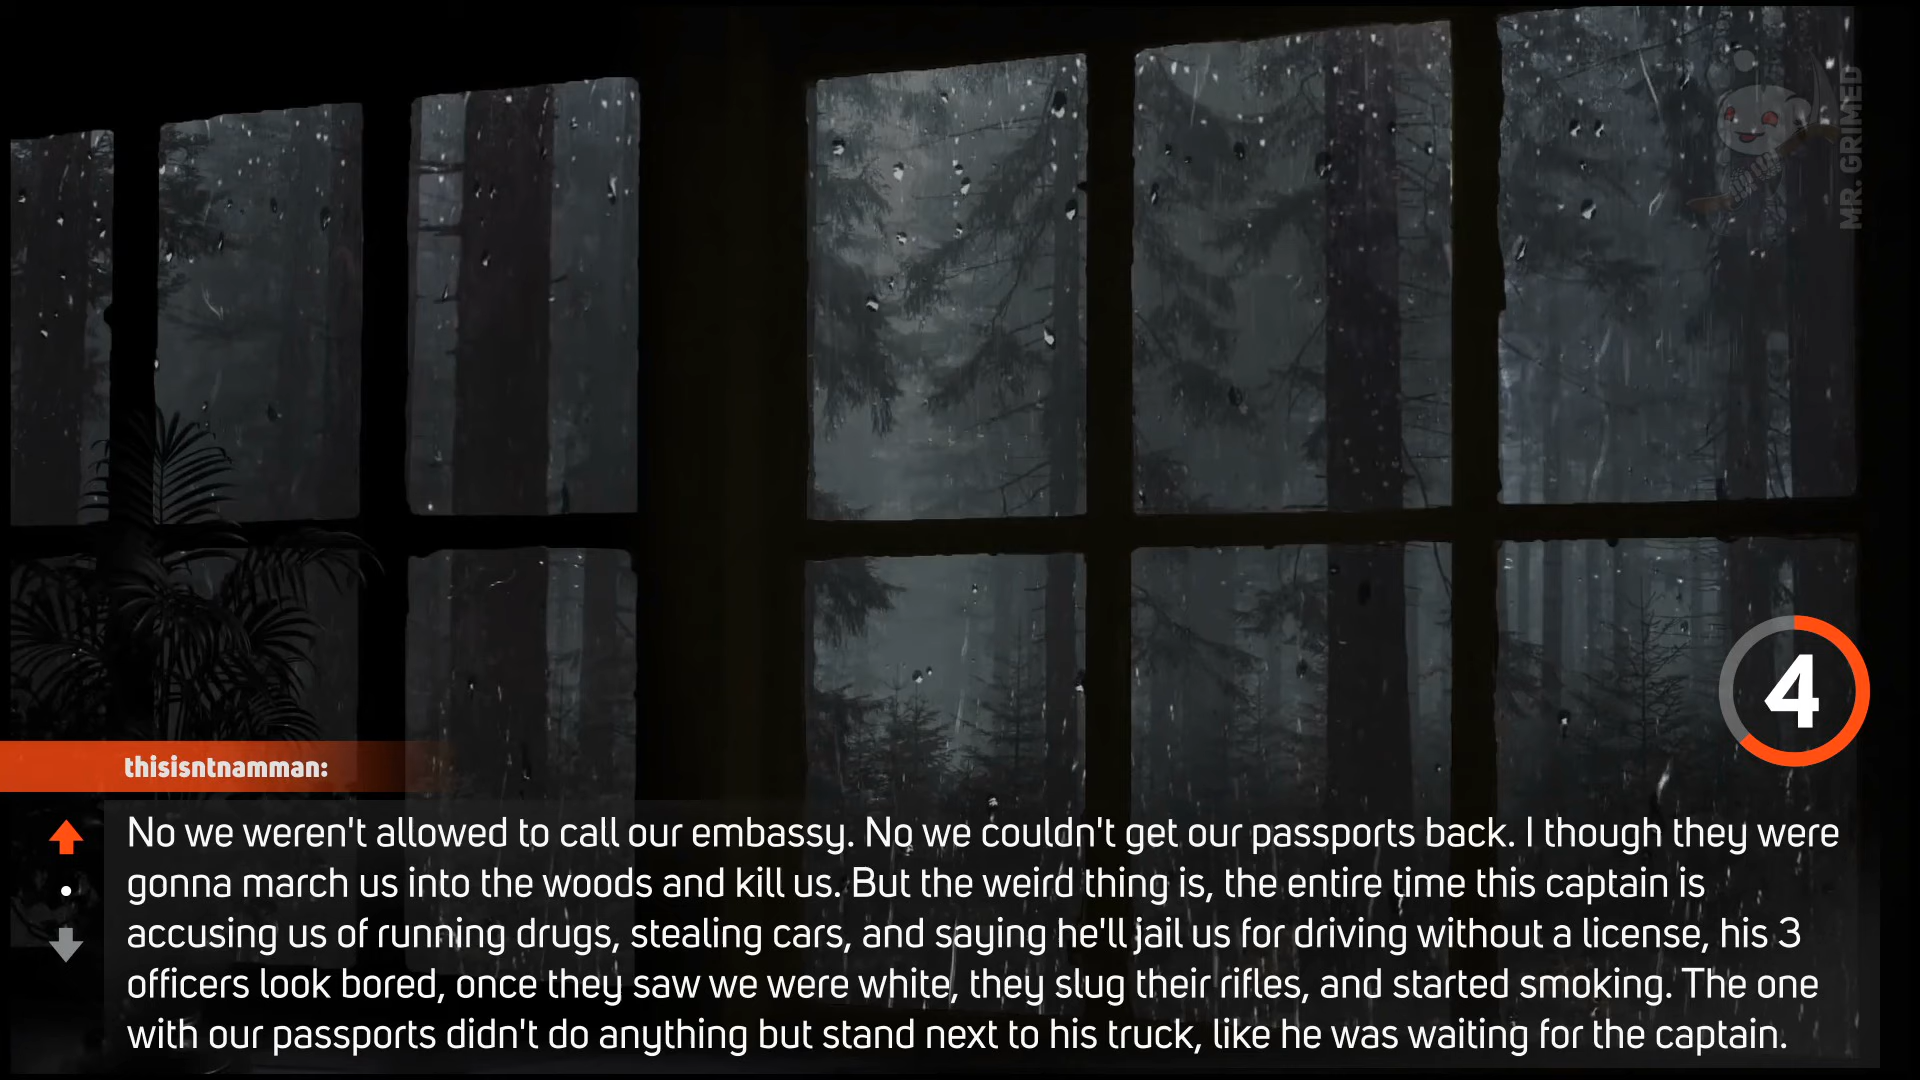 MR. GRIMED
4
thisisntnamman:
No we weren't allowed to call our embassy. No we couldn't get our passports back. I though they were
gonna march us into the woods and kill us. But the weird thing is, the entire time this captain is
accusing us of running drugs, stealing cars, and saying he'll jail us for driving without a license, his 3
officers look bored, once they saw we were white, they slug their rifles, and started smoking. The one
with our passports didn't do anything but stand next to his truck, like he was waiting for the captain.